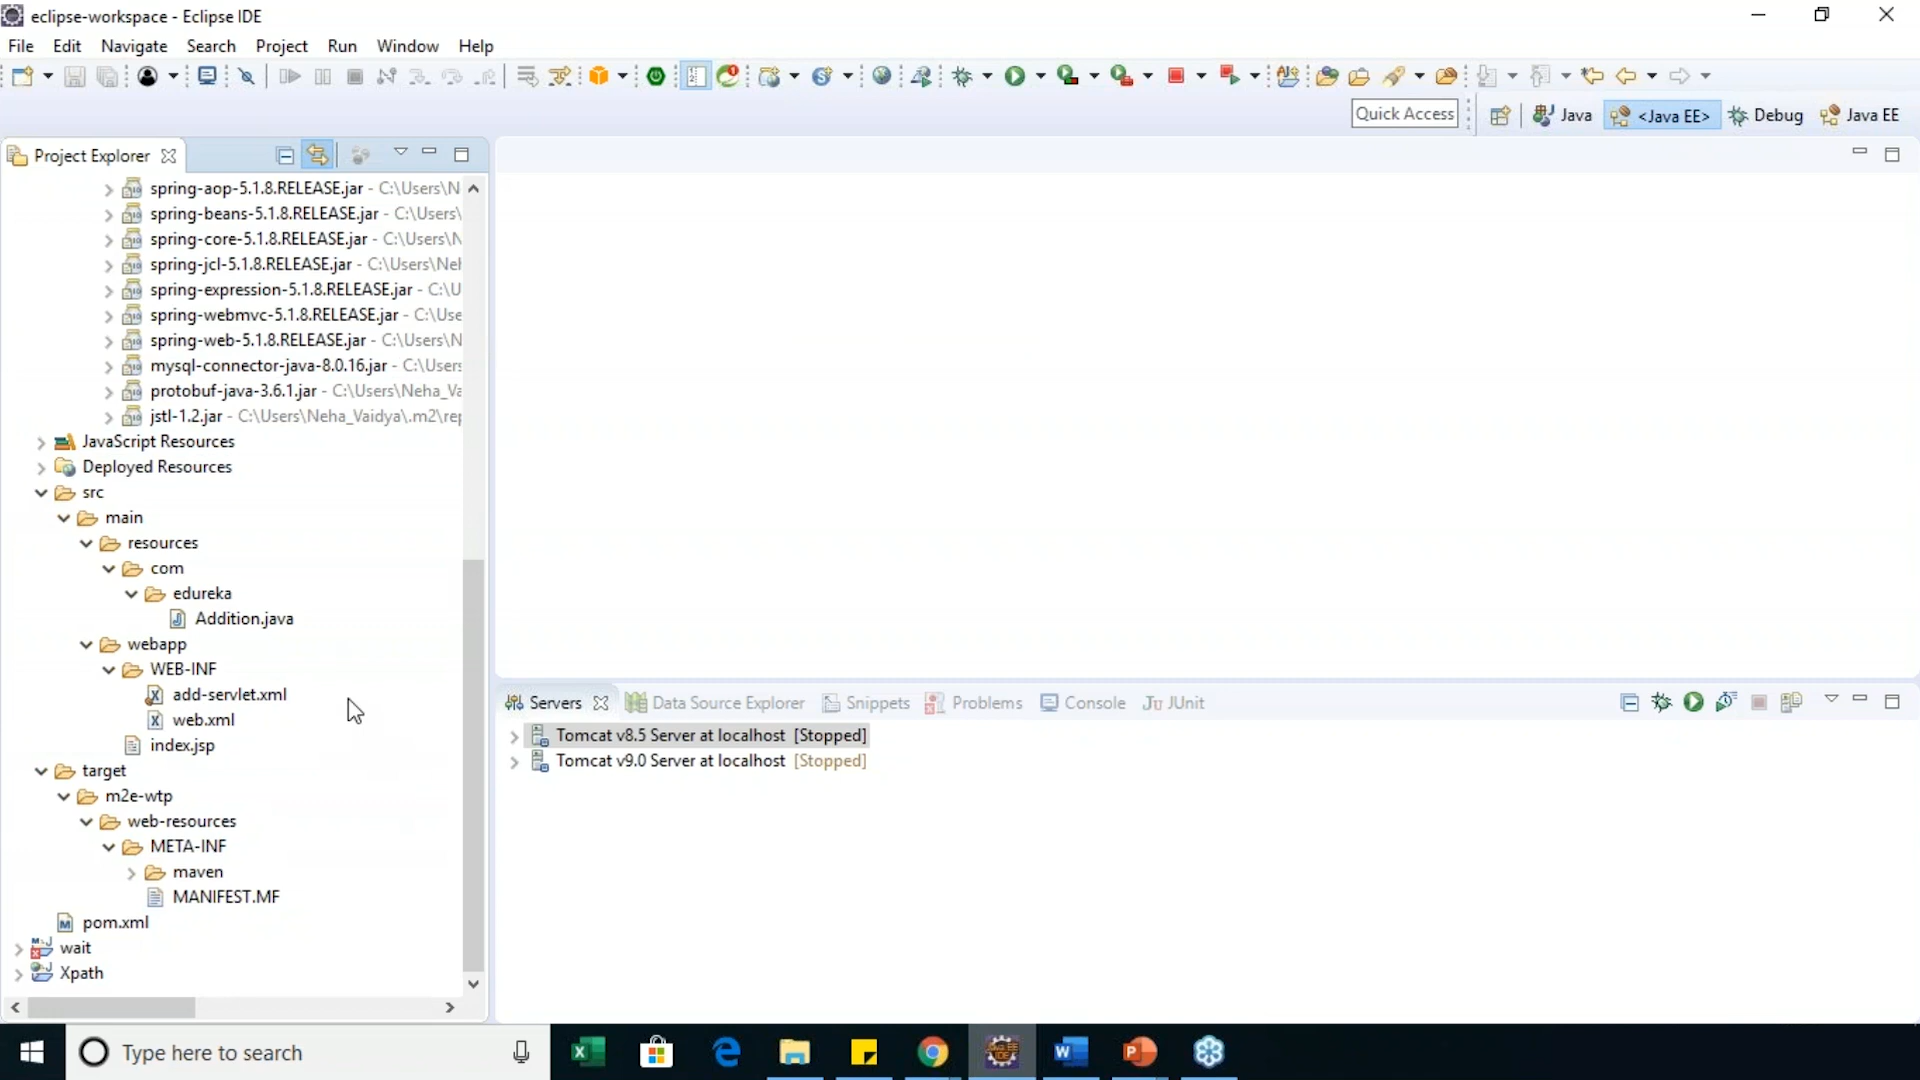 eclipse-workspace - Eclipse IDE
File Edit Navigate Search Project Run Window Help
Quick Access Java <Java EE> Debug Java EE
Project Explorer
spring-aop-5.1.8.RELEASE.jar - C:\Users\N
spring-beans-5.1.8.RELEASE.jar - C:\Users\
spring-core-5.1.8.RELEASE.jar - C:\Users\N
spring-jcl-5.1.8.RELEASE.jar - C:\Users\Nel
spring-expression-5.1.8.RELEASE.jar - C:\U
spring-webmvc-5.1.8.RELEASE.jar - C:\Use
spring-web-5.1.8.RELEASE.jar - C:\Users\N
mysql-connector-java-8.0.16.jar - C:\Users
protobuf-java-3.6.1.jar - C:\Users\Neha_Va
jstl-1.2.jar - C:\Users\Neha_Vaidya\.m2\rep
JavaScript Resources
Deployed Resources
src
main
resources
com
edureka
Addition.java
webapp
WEB-INF
add-servlet.xml
web.xml
index.jsp
target
m2e-wtp
web-resources
META-INF
maven
MANIFEST.MF
pom.xml
wait
Xpath
Servers Data Source Explorer Snippets Problems Console JUnit
Tomcat v8.5 Server at localhost [Stopped]
Tomcat v9.0 Server at localhost [Stopped]
Type here to search